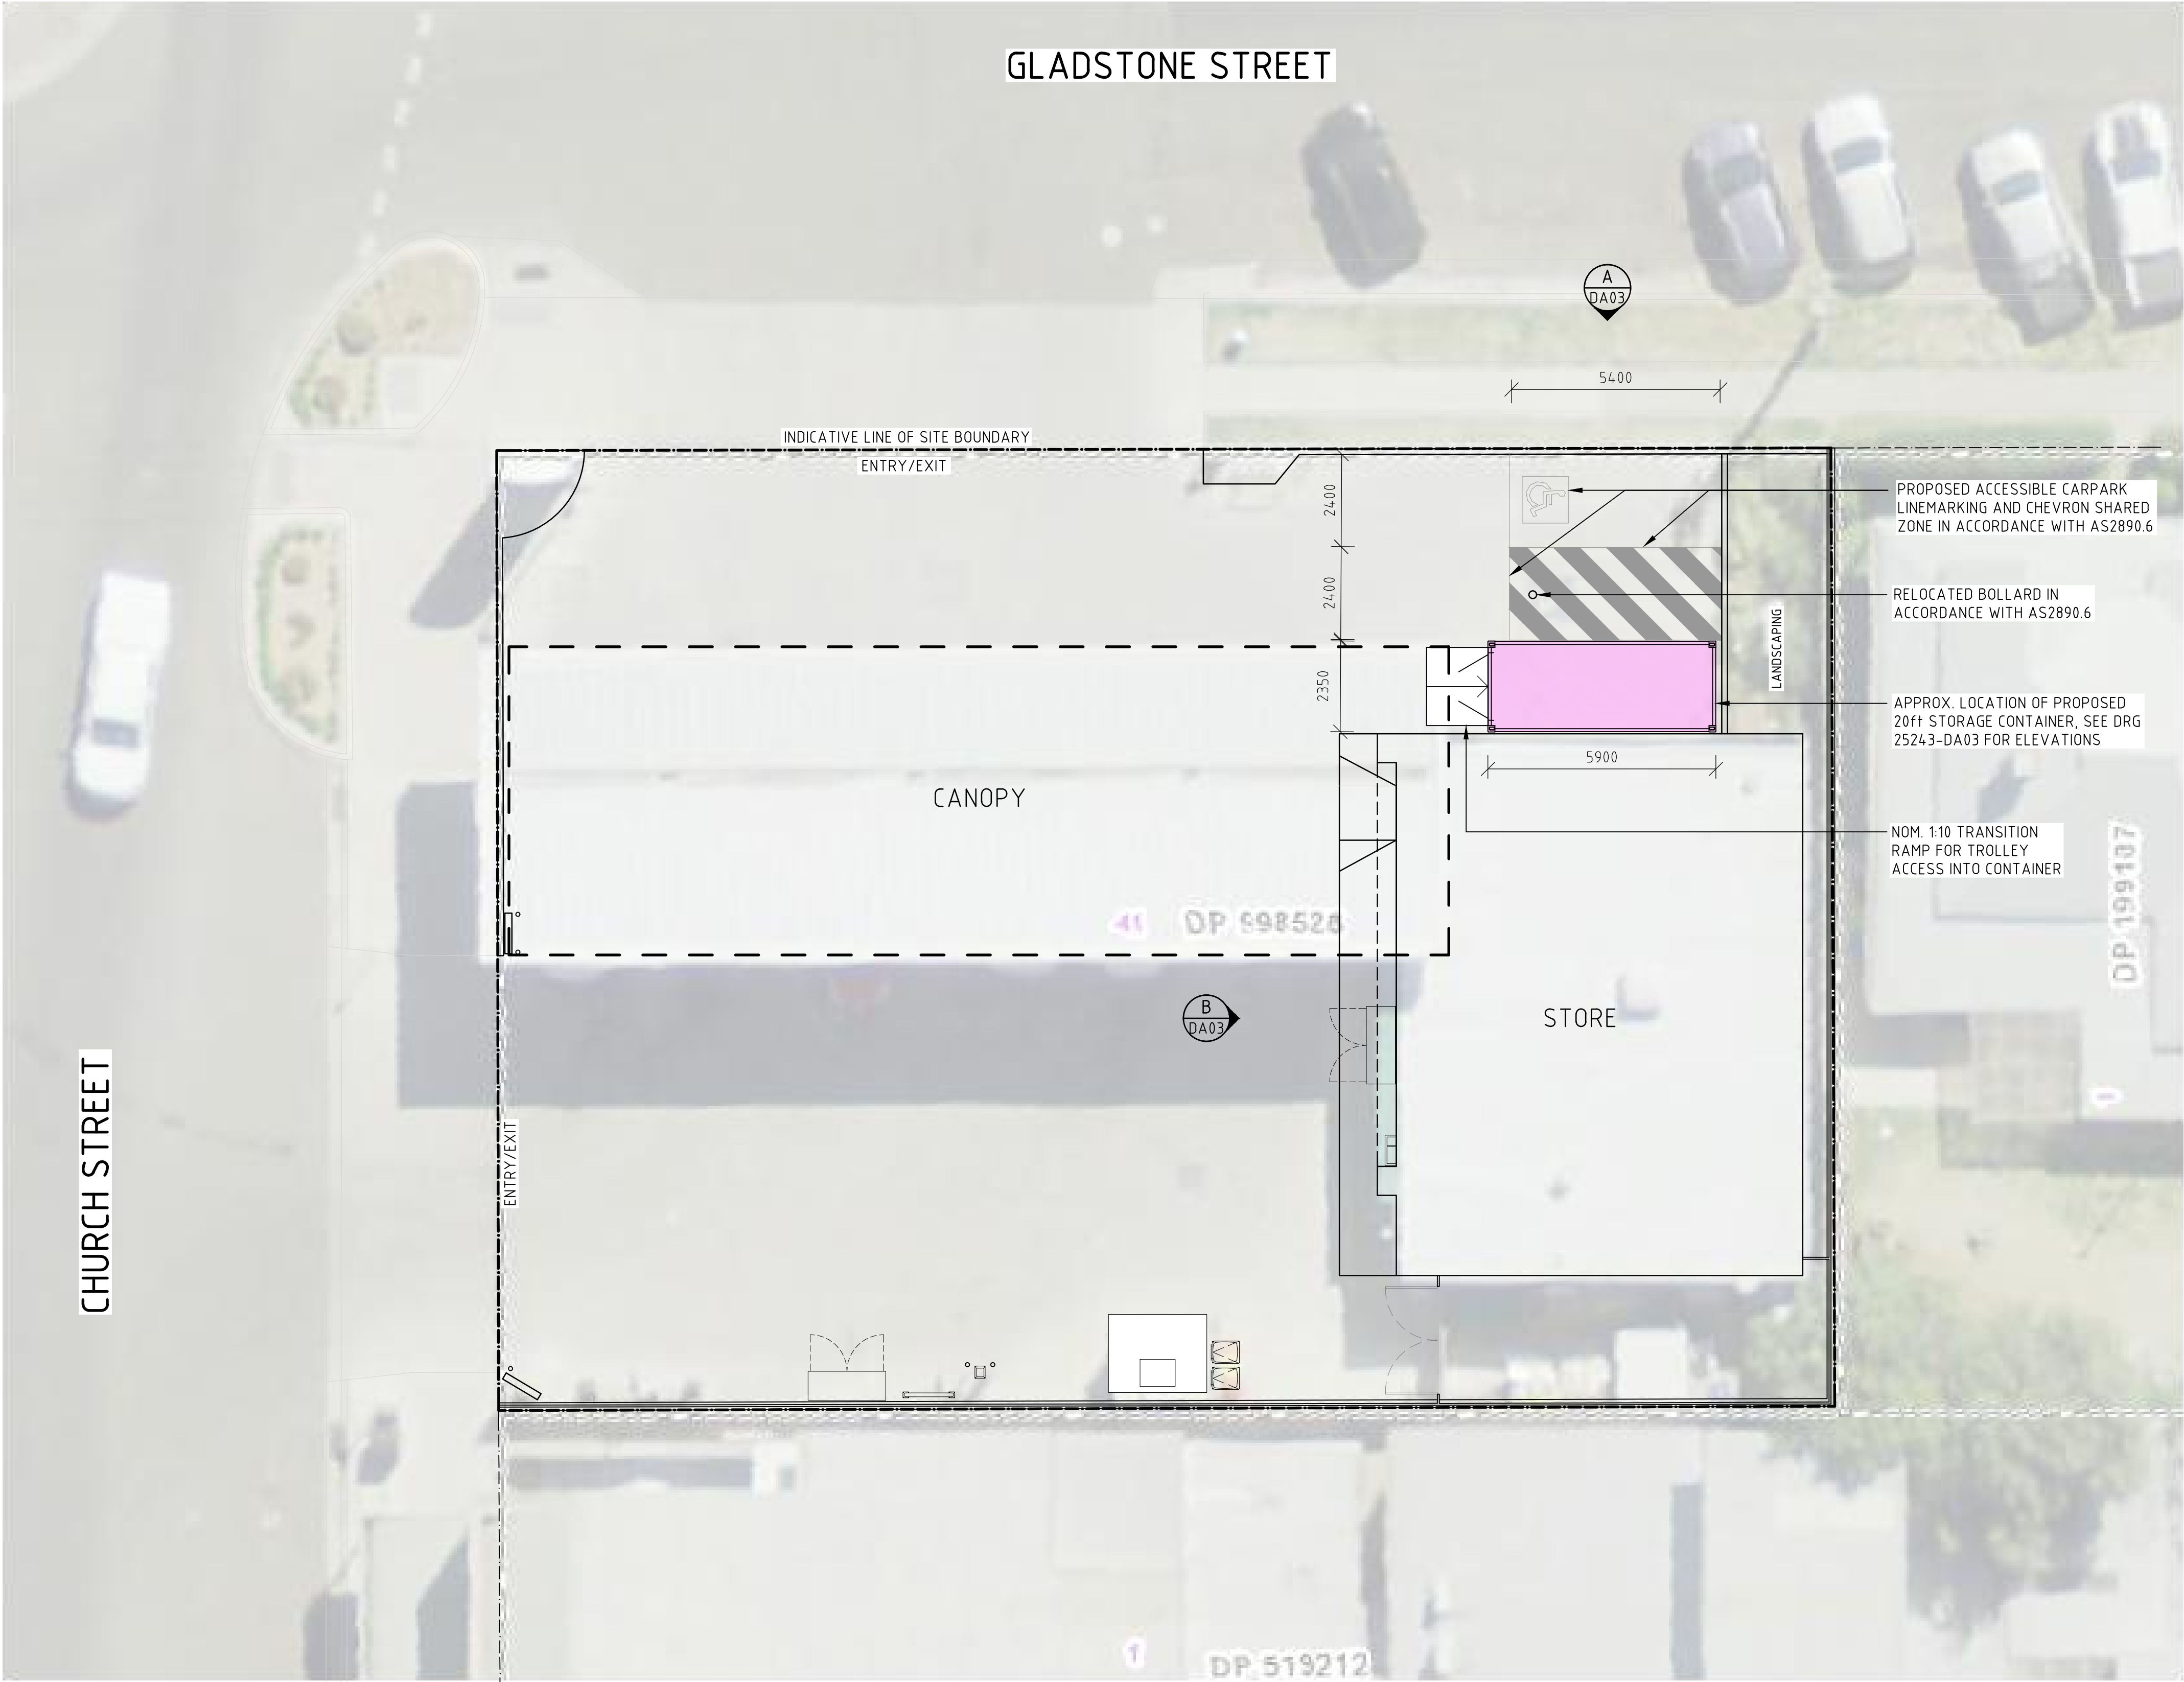 GLADSTONE STREET
A
DA03
5400
INDICATIVE LINE OF SITE BOUNDARY
ENTRY/EXIT
2400
PROPOSED ACCESSIBLE CARPARK
LINEMARKING AND CHEVRON SHARED
ZONE IN ACCORDANCE WITH AS2890.6
2400
RELOCATED BOLLARD IN
ACCORDANCE WITH AS2890.6
LANDSCAPING
2350
APPROX. LOCATION OF PROPOSED
20ft STORAGE CONTAINER, SEE DRG
25243-DA03 FOR ELEVATIONS
5900
CANOPY
NOM. 1:10 TRANSITION
RAMP FOR TROLLEY
ACCESS INTO CONTAINER
41
DP 598528
DP 199107
B
DA03
STORE
1
CHURCH STREET
ENTRY/EXIT
1
DP 519212